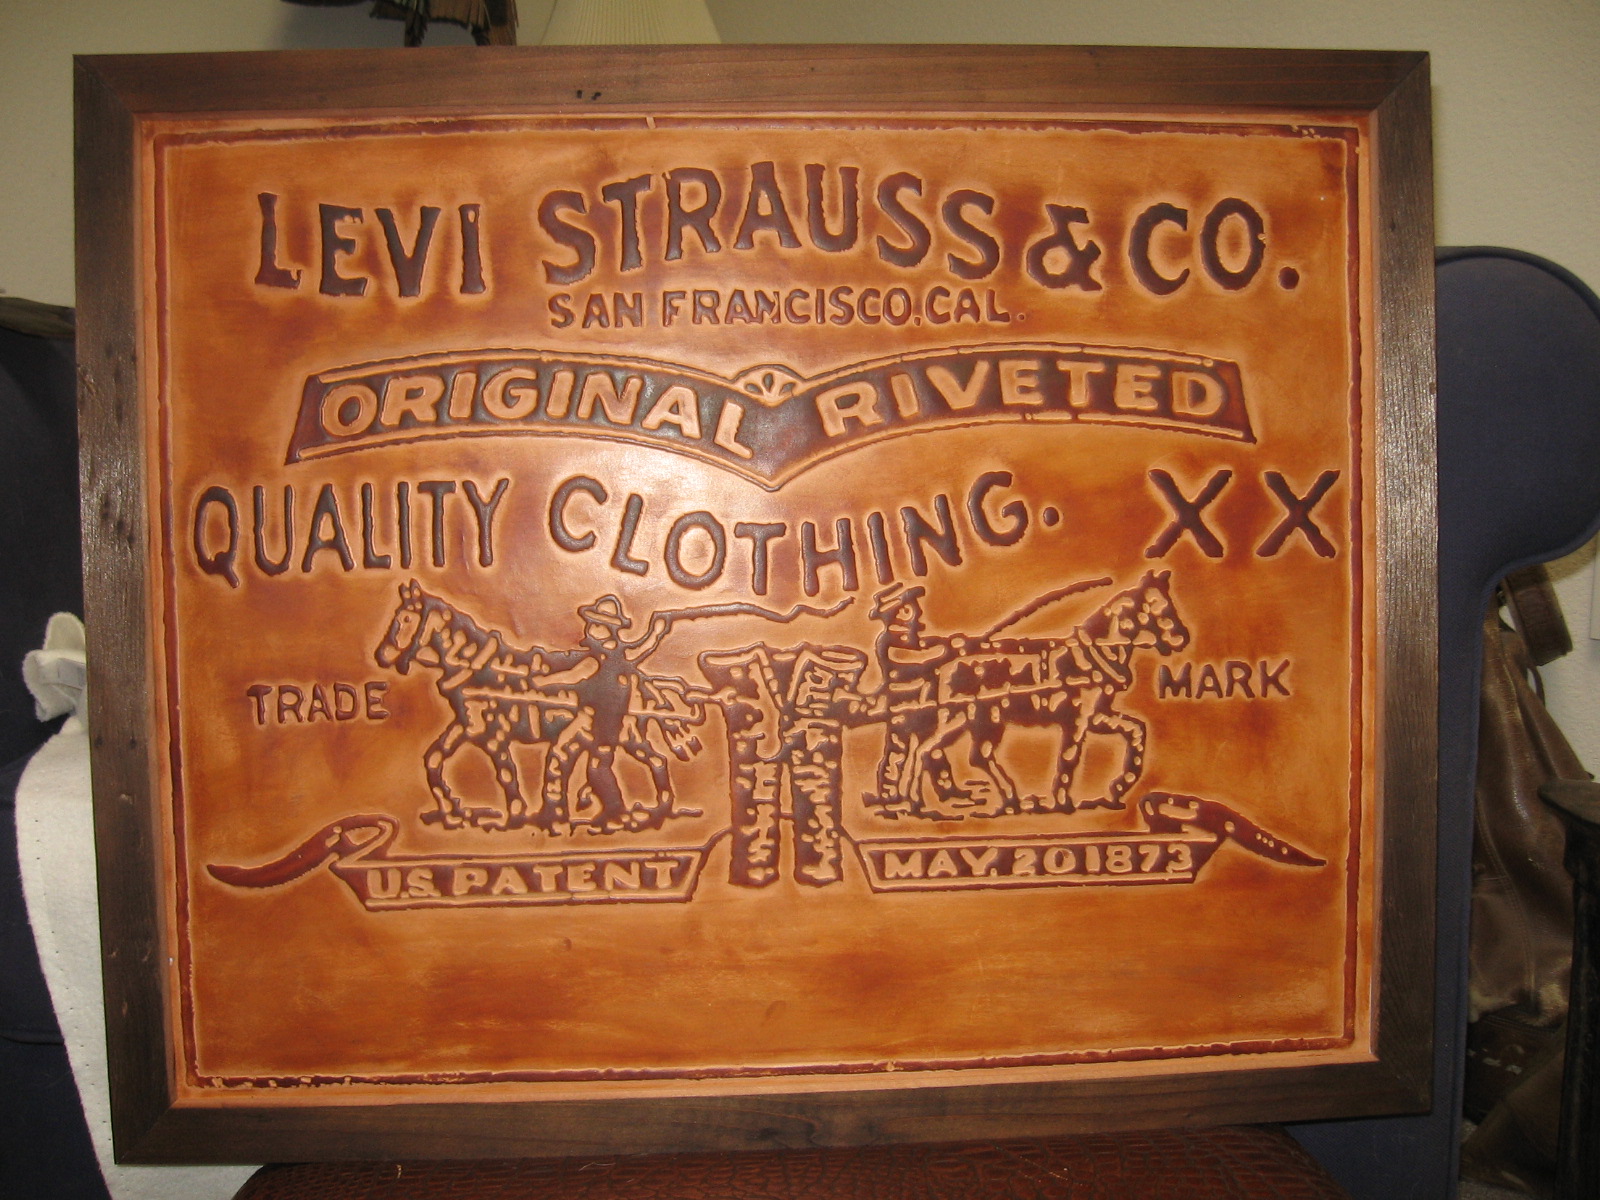 LEVI STRAUSS & CO.
SAN FRANCISCO, CAL.
ORIGINAL RIVETED
QUALITY CLOTHING. XX
TRADE MARK
U.S. PATENT MAY. 20 1873